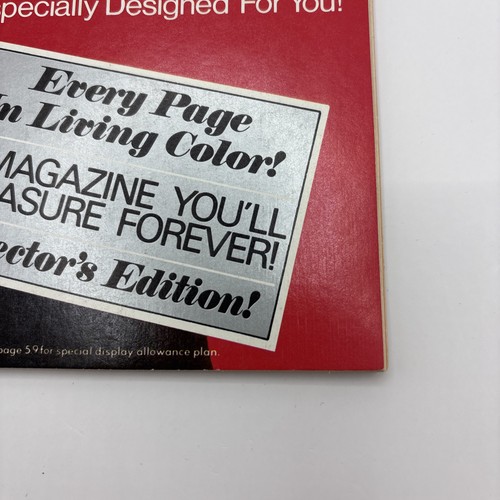 specially Designed For You!
Every Page
In Living Color!
MAGAZINE YOU'LL
ASURE FOREVER!
ector's Edition!
page 59 for special display allowance plan.